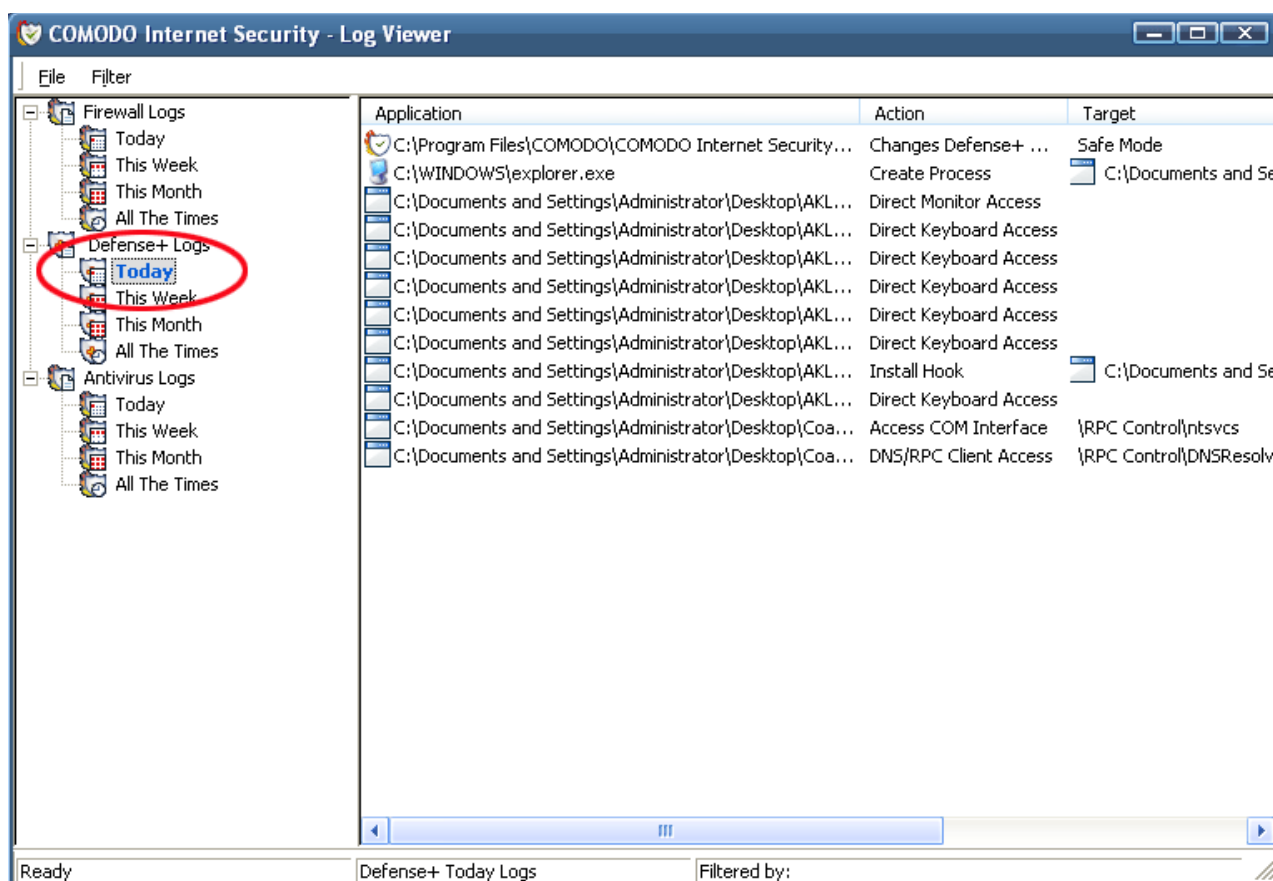 COMODO Internet Security - Log Viewer
File Filter
Firewall Logs
Today
This Week
This Month
All The Times
Defense+ Logs
Today
This Week
This Month
All The Times
Antivirus Logs
Today
This Week
This Month
All The Times
Application Action Target
C:\Program Files\COMODO\COMODO Internet Security... Changes Defense+ ... Safe Mode
C:\WINDOWS\explorer.exe Create Process C:\Documents and Se
C:\Documents and Settings\Administrator\Desktop\AKL... Direct Monitor Access
C:\Documents and Settings\Administrator\Desktop\AKL... Direct Keyboard Access
C:\Documents and Settings\Administrator\Desktop\AKL... Direct Keyboard Access
C:\Documents and Settings\Administrator\Desktop\AKL... Direct Keyboard Access
C:\Documents and Settings\Administrator\Desktop\AKL... Direct Keyboard Access
C:\Documents and Settings\Administrator\Desktop\AKL... Direct Keyboard Access
C:\Documents and Settings\Administrator\Desktop\AKL... Install Hook C:\Documents and Se
C:\Documents and Settings\Administrator\Desktop\AKL... Direct Keyboard Access
C:\Documents and Settings\Administrator\Desktop\Coa... Access COM Interface \RPC Control\ntsvcs
C:\Documents and Settings\Administrator\Desktop\Coa... DNS/RPC Client Access \RPC Control\DNSResolv
Ready Defense+ Today Logs Filtered by: